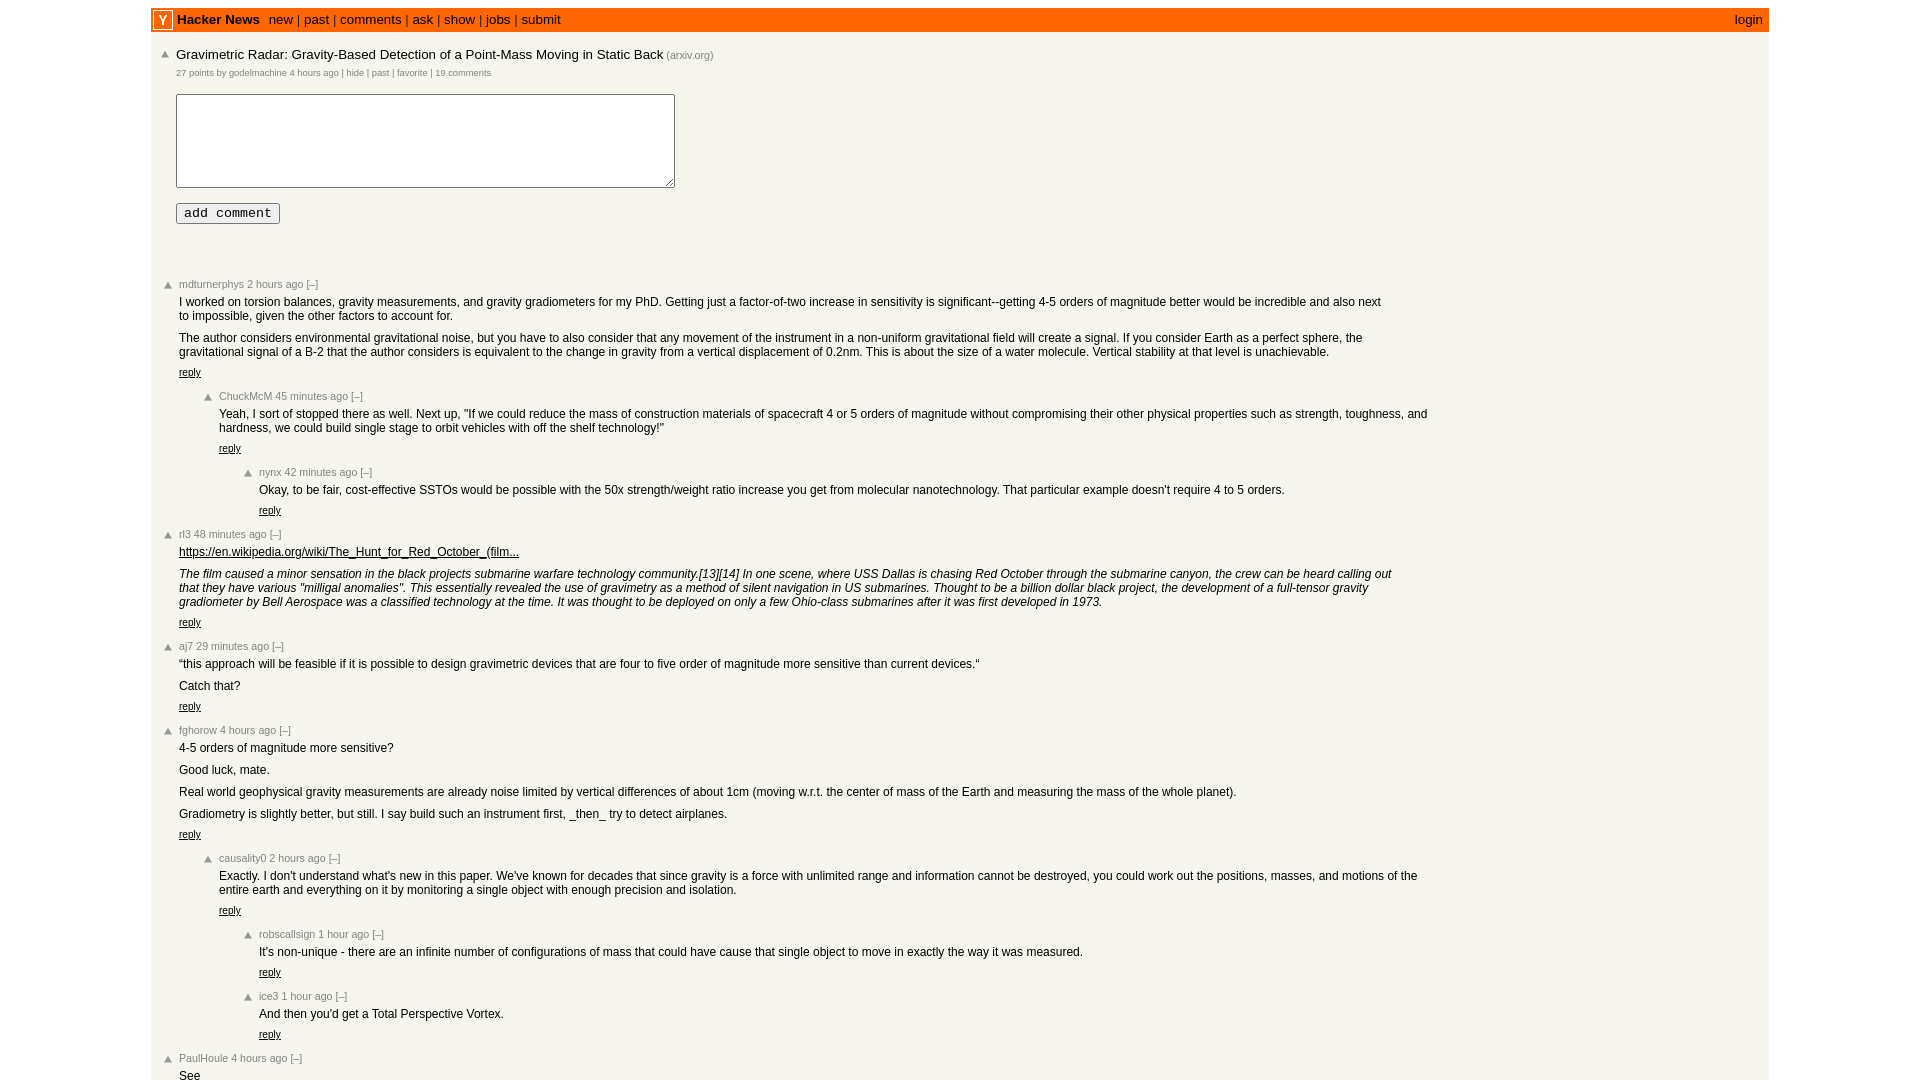 Y Hacker News new | past | comments | ask | show | jobs | submit login
Gravimetric Radar: Gravity-Based Detection of a Point-Mass Moving in Static Back (arxiv.org)
27 points by godelmachine 4 hours ago | hide | past | favorite | 19 comments
add comment
mdturnerphys 2 hours ago [–]
I worked on torsion balances, gravity measurements, and gravity gradiometers for my PhD. Getting just a factor-of-two increase in sensitivity is significant--getting 4-5 orders of magnitude better would be incredible and also next
to impossible, given the other factors to account for.
The author considers environmental gravitational noise, but you have to also consider that any movement of the instrument in a non-uniform gravitational field will create a signal. If you consider Earth as a perfect sphere, the
gravitational signal of a B-2 that the author considers is equivalent to the change in gravity from a vertical displacement of 0.2nm. This is about the size of a water molecule. Vertical stability at that level is unachievable.
reply
ChuckMcM 45 minutes ago [–]
Yeah, I sort of stopped there as well. Next up, "If we could reduce the mass of construction materials of spacecraft 4 or 5 orders of magnitude without compromising their other physical properties such as strength, toughness, and
hardness, we could build single stage to orbit vehicles with off the shelf technology!"
reply
nynx 42 minutes ago [–]
Okay, to be fair, cost-effective SSTOs would be possible with the 50x strength/weight ratio increase you get from molecular nanotechnology. That particular example doesn't require 4 to 5 orders.
reply
rl3 48 minutes ago [–]
https://en.wikipedia.org/wiki/The_Hunt_for_Red_October_(film...
The film caused a minor sensation in the black projects submarine warfare technology community.[13][14] In one scene, where USS Dallas is chasing Red October through the submarine canyon, the crew can be heard calling out
that they have various "milligal anomalies". This essentially revealed the use of gravimetry as a method of silent navigation in US submarines. Thought to be a billion dollar black project, the development of a full-tensor gravity
gradiometer by Bell Aerospace was a classified technology at the time. It was thought to be deployed on only a few Ohio-class submarines after it was first developed in 1973.
reply
aj7 29 minutes ago [–]
“this approach will be feasible if it is possible to design gravimetric devices that are four to five order of magnitude more sensitive than current devices.“
Catch that?
reply
fghorow 4 hours ago [–]
4-5 orders of magnitude more sensitive?
Good luck, mate.
Real world geophysical gravity measurements are already noise limited by vertical differences of about 1cm (moving w.r.t. the center of mass of the Earth and measuring the mass of the whole planet).
Gradiometry is slightly better, but still. I say build such an instrument first, _then_ try to detect airplanes.
reply
causality0 2 hours ago [–]
Exactly. I don't understand what's new in this paper. We've known for decades that since gravity is a force with unlimited range and information cannot be destroyed, you could work out the positions, masses, and motions of the
entire earth and everything on it by monitoring a single object with enough precision and isolation.
reply
robscallsign 1 hour ago [–]
It's non-unique - there are an infinite number of configurations of mass that could have cause that single object to move in exactly the way it was measured.
reply
ice3 1 hour ago [–]
And then you'd get a Total Perspective Vortex.
reply
PaulHoule 4 hours ago [–]
See